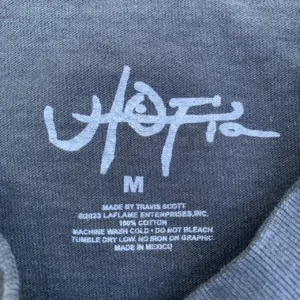 UTOPIA
M
MADE BY TRAVIS SCOTT
©2023 LAFLAME ENTERPRISES,INC.
100% COTTON
MACHINE WASH COLD • DO NOT BLEACH
TUMBLE DRY LOW. NO IRON ON GRAPHIC.
MADE IN MEXICO